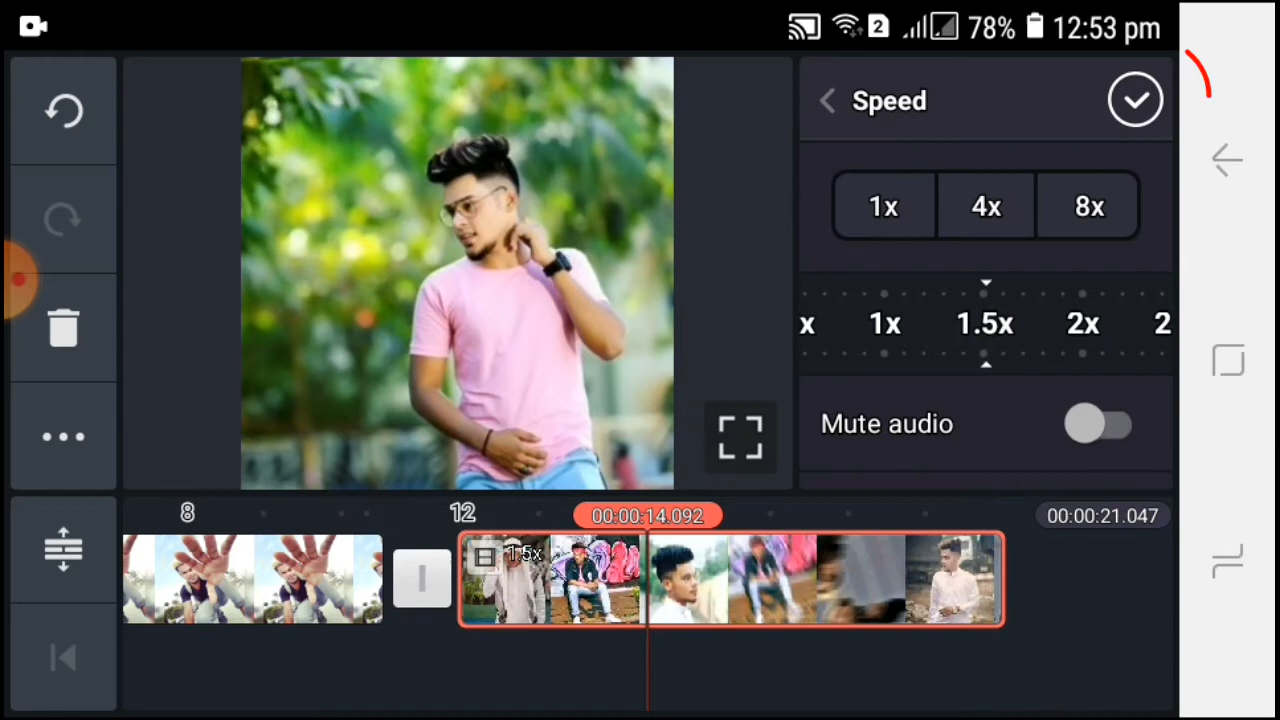 2 78% 12:53 pm
Speed
1x 4x 8x
x 1x 1.5x 2x 2
Mute audio
8 12 00:00:14.092 00:00:21.047
1.5x